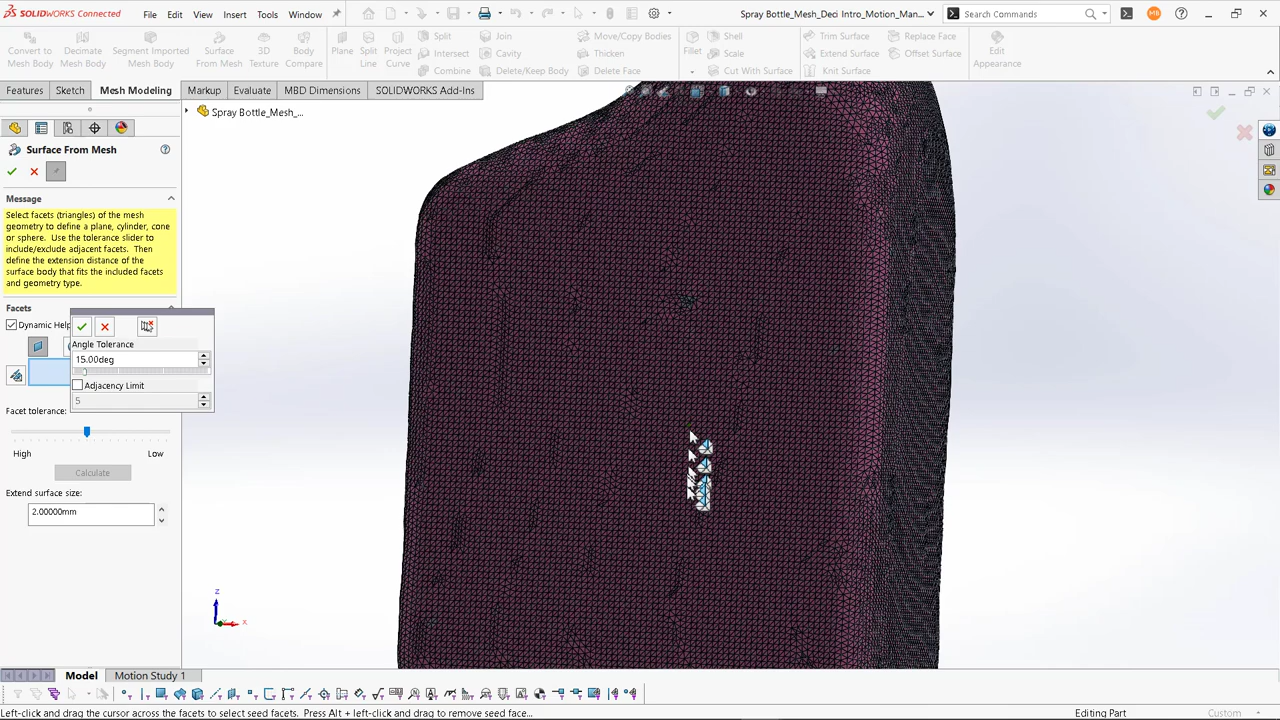 SOLIDWORKS Connected
File Edit View Insert Tools Window
Spray Bottle_Mesh_Deci Intro_Motion_Man...
Search Commands
MB
Convert to Mesh Body
Decimate Mesh Body
Segment Imported Mesh Body
Surface From Mesh
3D Texture
Body Compare
Plane
Split Line
Project Curve
Split
Intersect
Combine
Join
Cavity
Delete/Keep Body
Move/Copy Bodies
Thicken
Delete Face
Fillet
Shell
Scale
Cut With Surface
Trim Surface
Extend Surface
Knit Surface
Replace Face
Offset Surface
Edit Appearance
Features Sketch Mesh Modeling Markup Evaluate MBD Dimensions SOLIDWORKS Add-Ins
Spray Bottle_Mesh_...
Surface From Mesh
Message
Select facets (triangles) of the mesh
geometry to define a plane, cylinder, cone
or sphere. Use the tolerance slider to
include/exclude adjacent facets. Then
define the extension distance of the
surface body that fits the included facets
and geometry type.
Facets
Dynamic Help
Angle Tolerance
15.00deg
Adjacency Limit
5
Facet tolerance:
High Low
Calculate
Extend surface size:
2.00000mm
Z
X
Model Motion Study 1
Left-click and drag the cursor across the facets to select seed facets. Press Alt + left-click and drag to remove seed face...
Editing Part
Custom